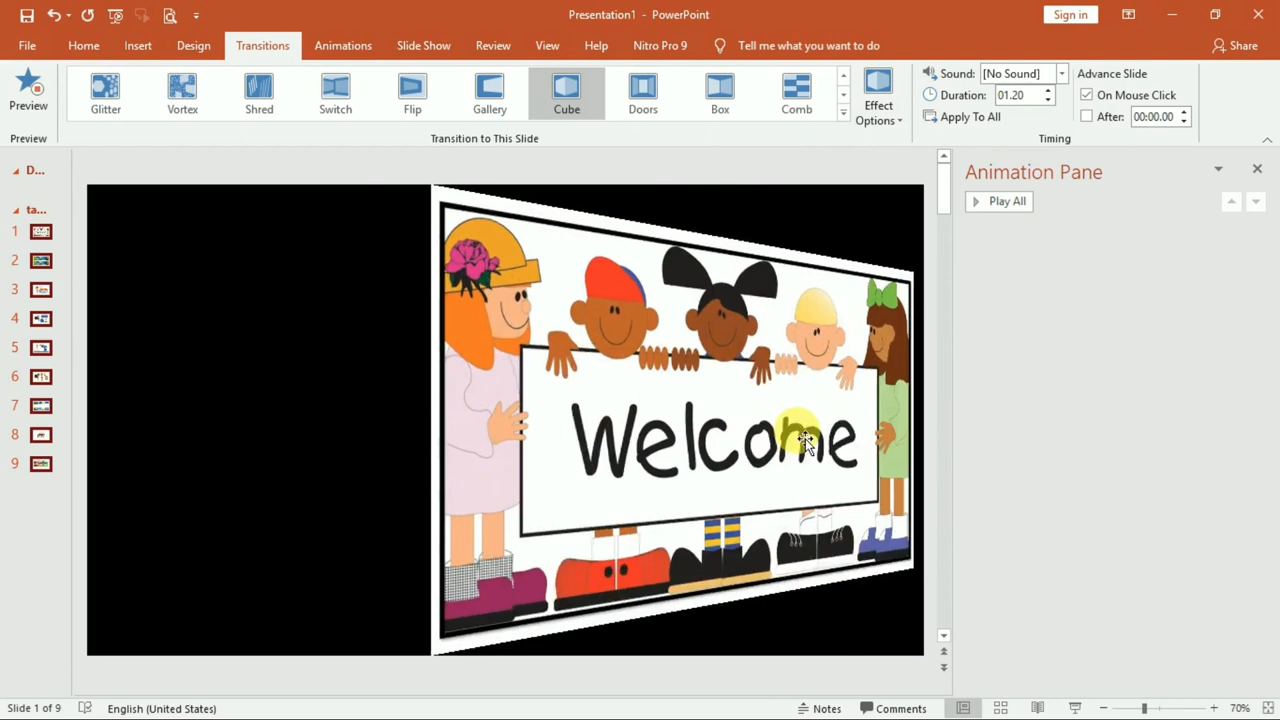 Presentation1 - PowerPoint
Sign in
File Home Insert Design Transitions Animations Slide Show Review View Help Nitro Pro 9 Tell me what you want to do Share
Preview
Glitter Vortex Shred Switch Flip Gallery Cube Doors Box Comb
Effect Options
Sound: [No Sound]
Duration: 01.20
Apply To All
Advance Slide
On Mouse Click
After: 00:00.00
Preview
Transition to This Slide
Timing
D...
ta...
1
2
3
4
5
6
7
8
9
Welcome
Animation Pane
Play All
Slide 1 of 9 English (United States) Notes Comments 70%